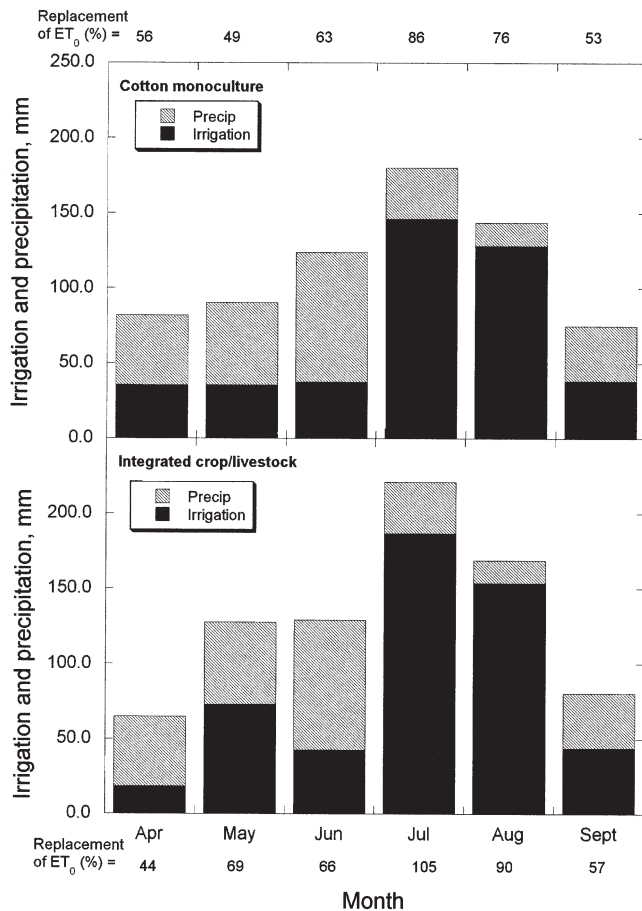 Replacement
of ET0 (%) = 56 49 63 86 76 53
250.0
Cotton monoculture
Precip
Irrigation
200.0
150.0
100.0
50.0
0.0
Irrigation and precipitation, mm
Integrated crop/livestock
Precip
Irrigation
200.0
150.0
100.0
50.0
0.0
Irrigation and precipitation, mm
Apr May Jun Jul Aug Sept
Replacement
of ET0 (%) = 44 69 66 105 90 57
Month